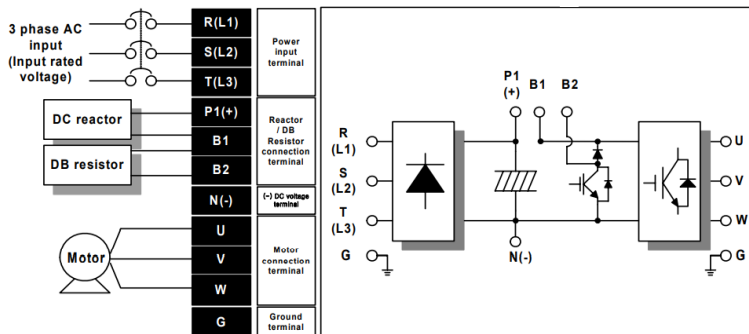 3 phase AC
input
(Input rated
voltage)
R(L1)
S(L2)
T(L3)
Power
input
terminal
DC reactor
DB resistor
P1(+)
B1
B2
Reactor
/ DB
Resistor
connection
terminal
N(-)
(-) DC voltage
terminal
Motor
U
V
W
Motor
connection
terminal
G
Ground
terminal
P1
(+)
B1
B2
R
(L1)
S
(L2)
T
(L3)
G
N(-)
U
V
W
G